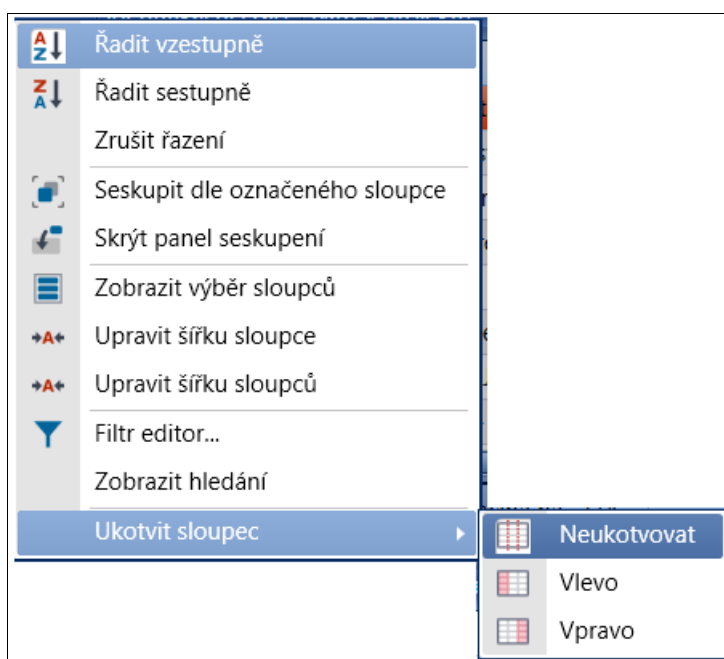 Řadit vzestupně
Řadit sestupně
Zrušit řazení
Seskupit dle označeného sloupce
Skrýt panel seskupení
Zobrazit výběr sloupců
Upravit šířku sloupce
Upravit šířku sloupců
Filtr editor...
Zobrazit hledání
Ukotvit sloupec
Neukotvovat
Vlevo
Vpravo